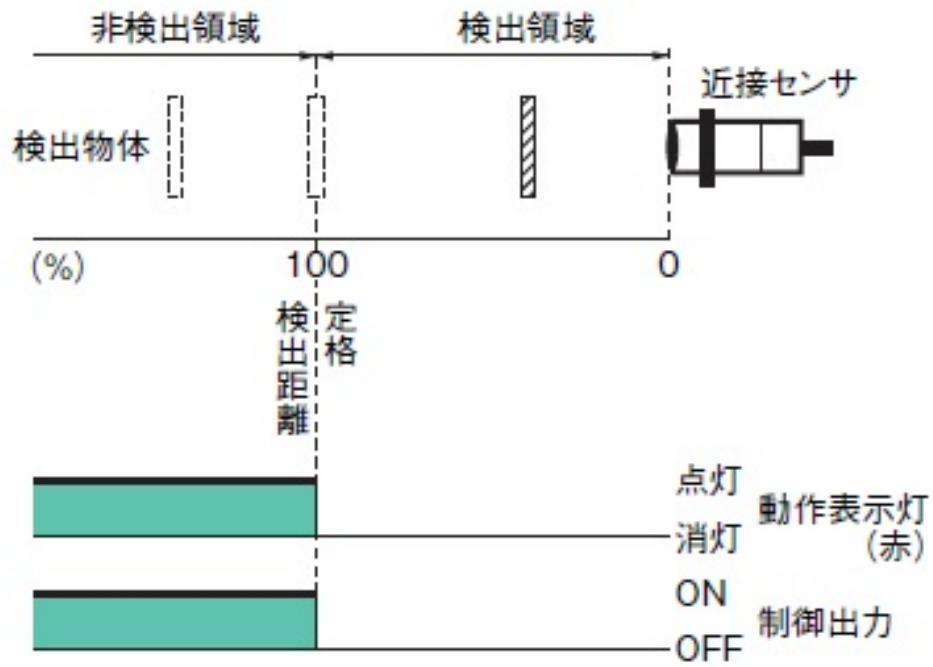 非検出領域
検出領域
近接センサ
検出物体
(%)
100
0
定格
検出距離
点灯
消灯
動作表示灯
(赤)
ON
OFF
制御出力